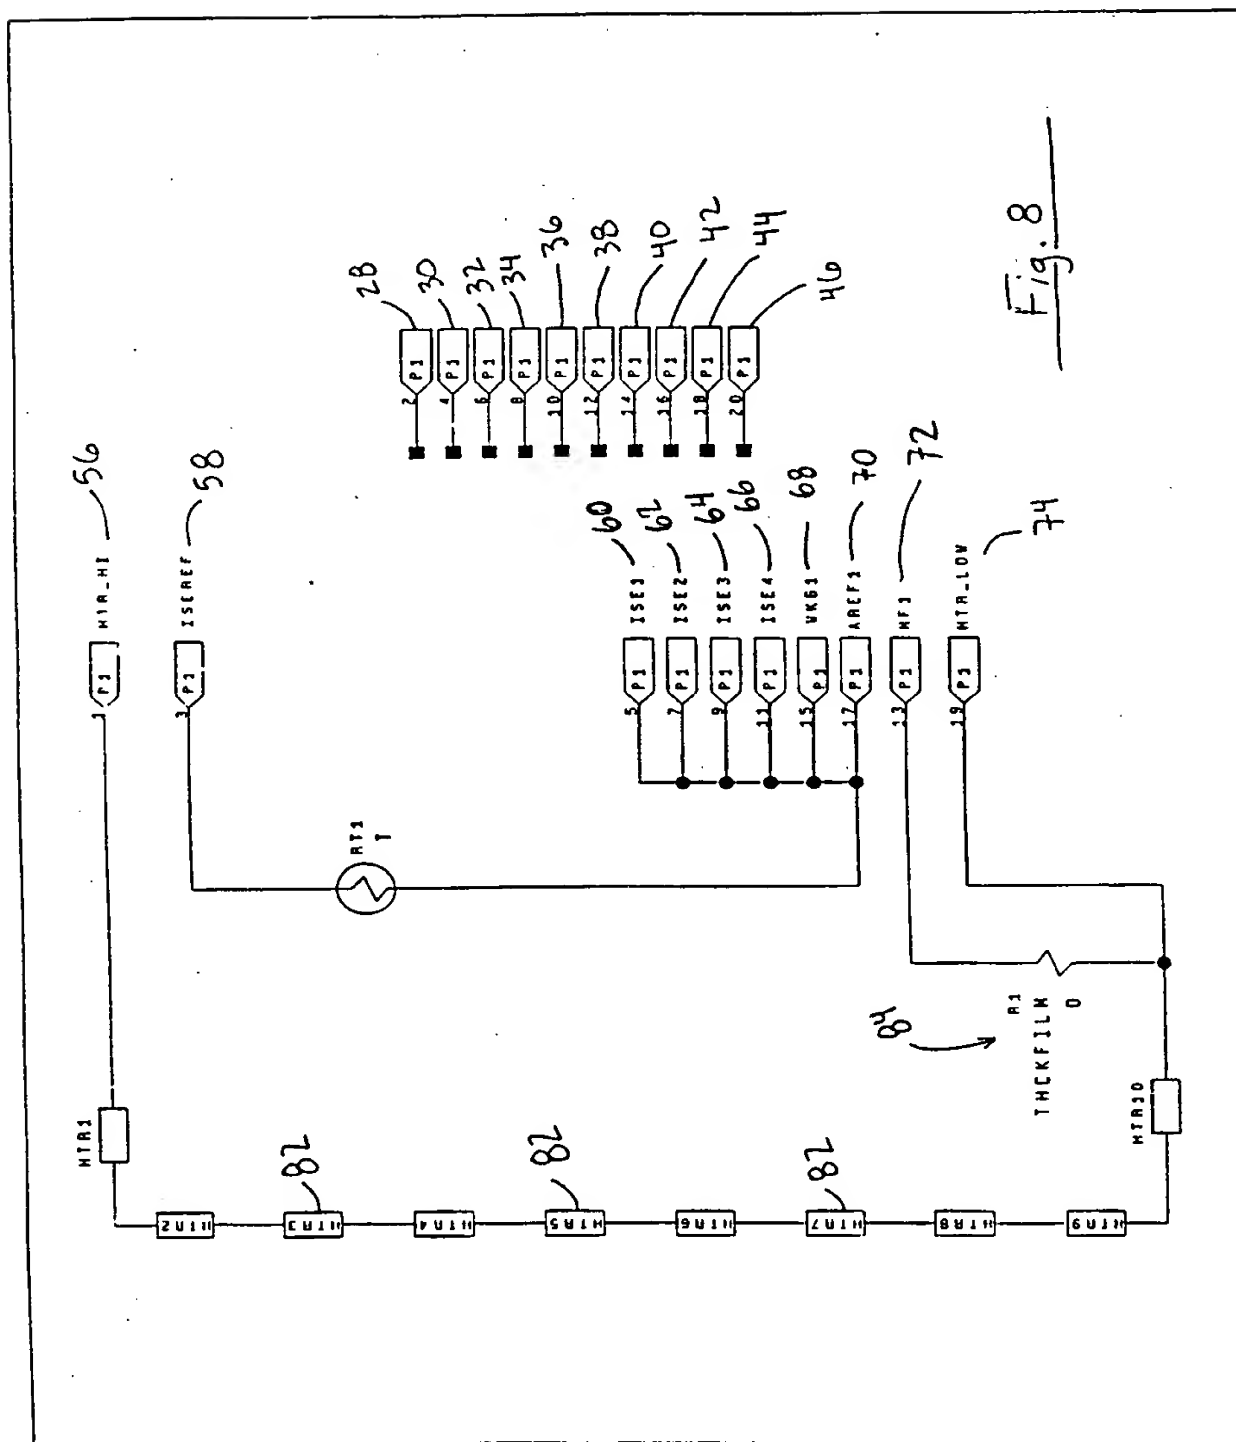 56
HTR_HI
P1
1
58
ISEREF
P1
3
28
P1
2
30
P1
4
32
P1
6
34
P1
8
36
P1
10
38
P1
12
40
P1
14
42
P1
16
44
P1
18
46
P1
20
60
ISE1
P1
5
62
ISE2
P1
7
64
ISE3
P1
9
66
ISE4
P1
11
68
WKG1
P1
15
70
AREF1
P1
17
72
NF1
P1
13
74
HTR_LOW
P1
19
RT1
T
84
R1
THCKFILM
0
HTR1
HTR2
HTR3
82
HTR4
HTR5
82
HTR6
HTR7
82
HTR8
HTR9
HTR10
Fig. 8